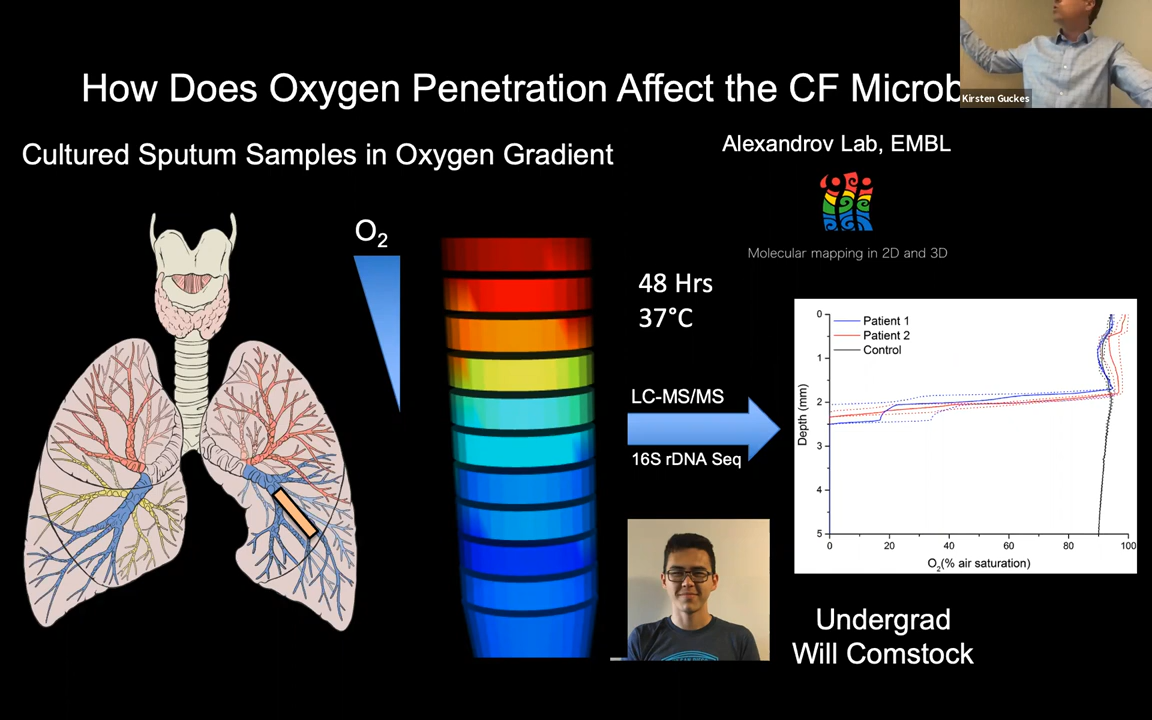 How Does Oxygen Penetration Affect the CF Microb
Kirsten Guckes
Cultured Sputum Samples in Oxygen Gradient
Alexandrov Lab, EMBL
Molecular mapping in 2D and 3D
O₂
48 Hrs
37°C
LC-MS/MS
16S rDNA Seq
Patient 1
Patient 2
Control
Depth (mm)
0
1
2
3
4
5
0 20 40 60 80 100
O₂(% air saturation)
Undergrad
Will Comstock